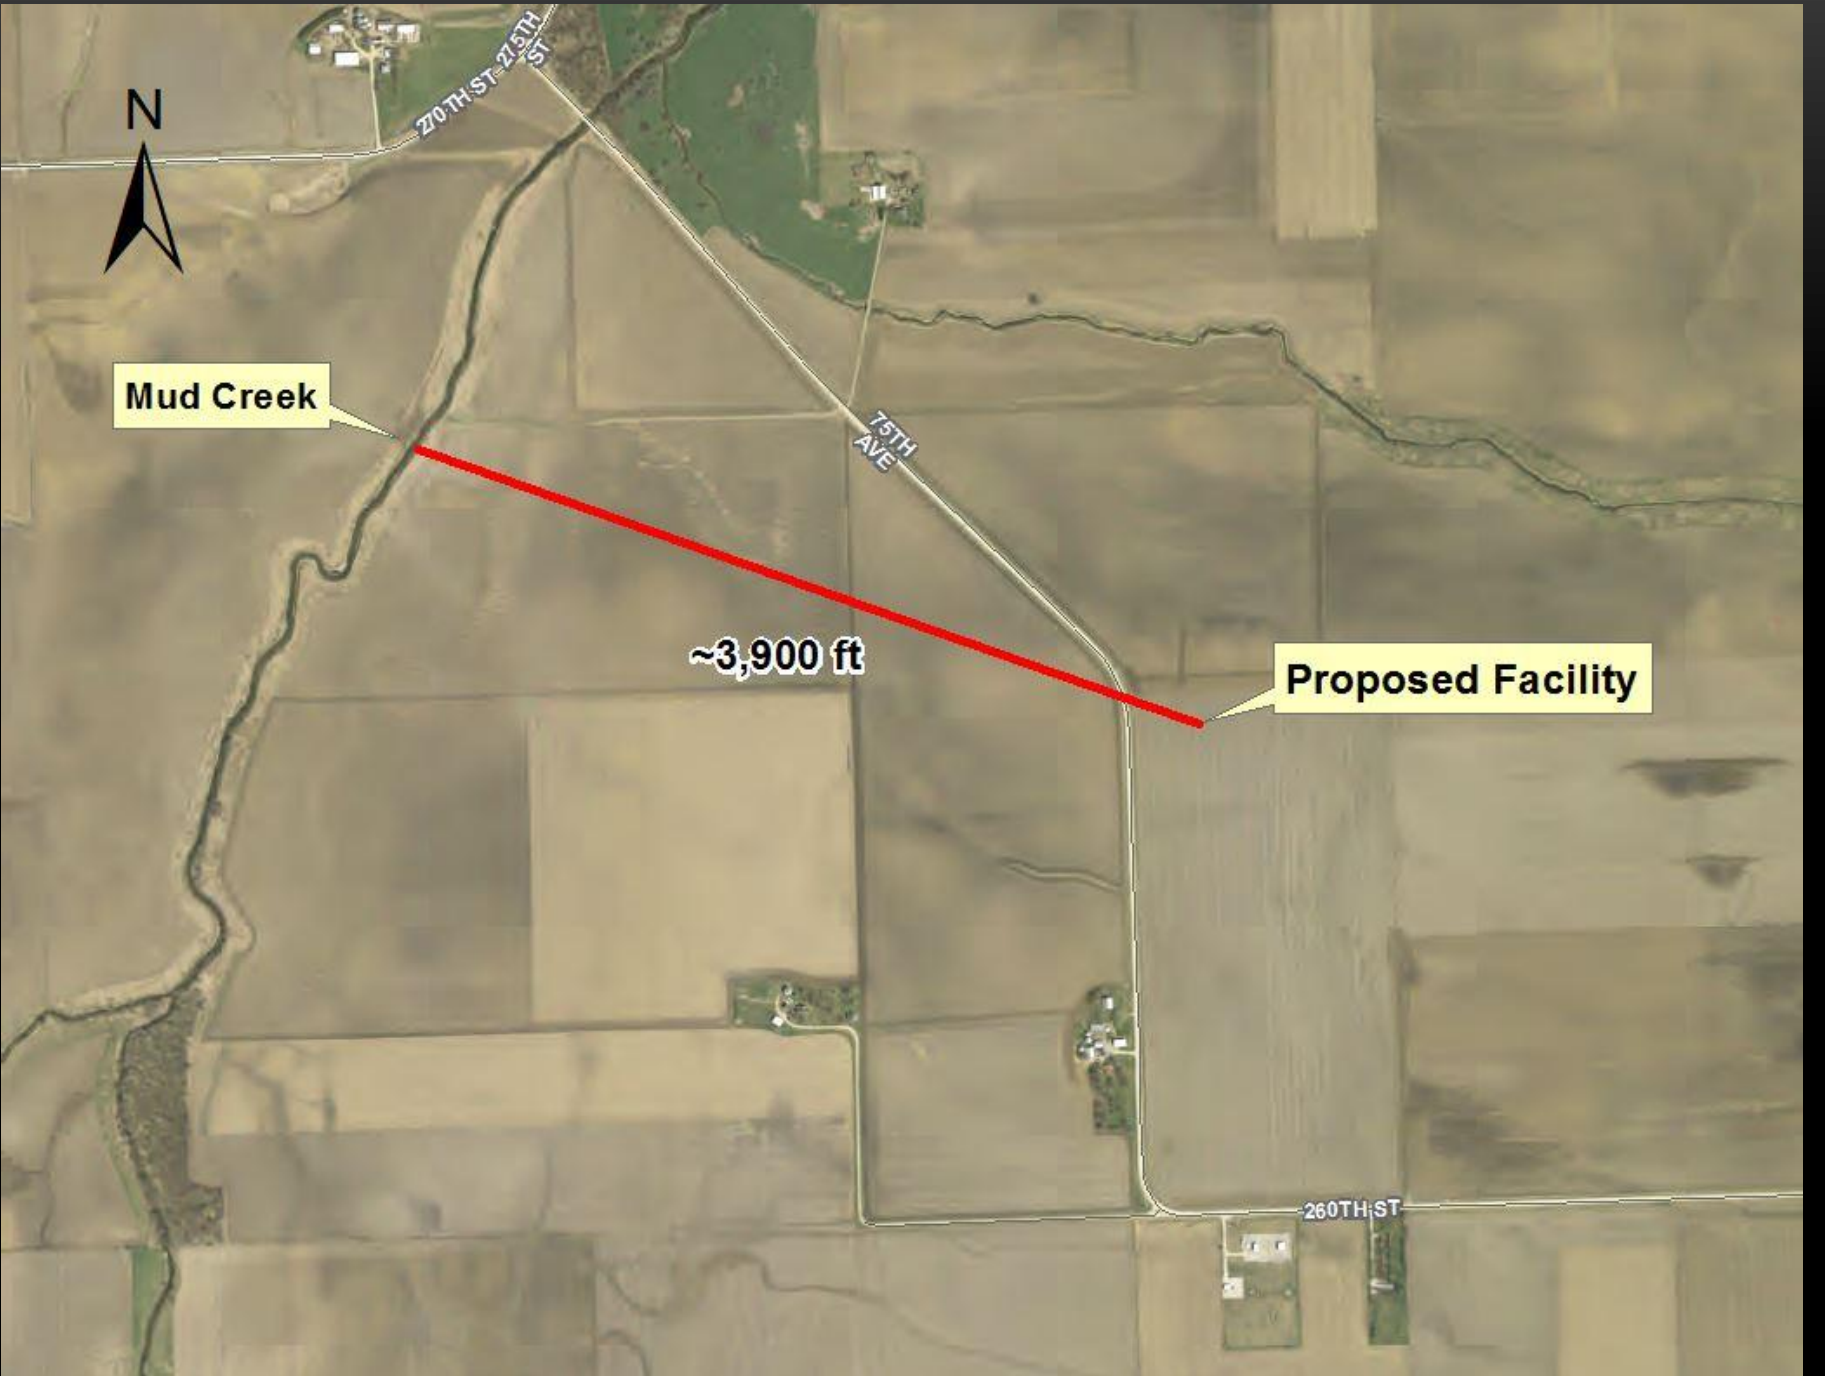 275TH
ST
270TH ST
N
Mud Creek
75TH
AVE
~3,900 ft
Proposed Facility
260TH ST